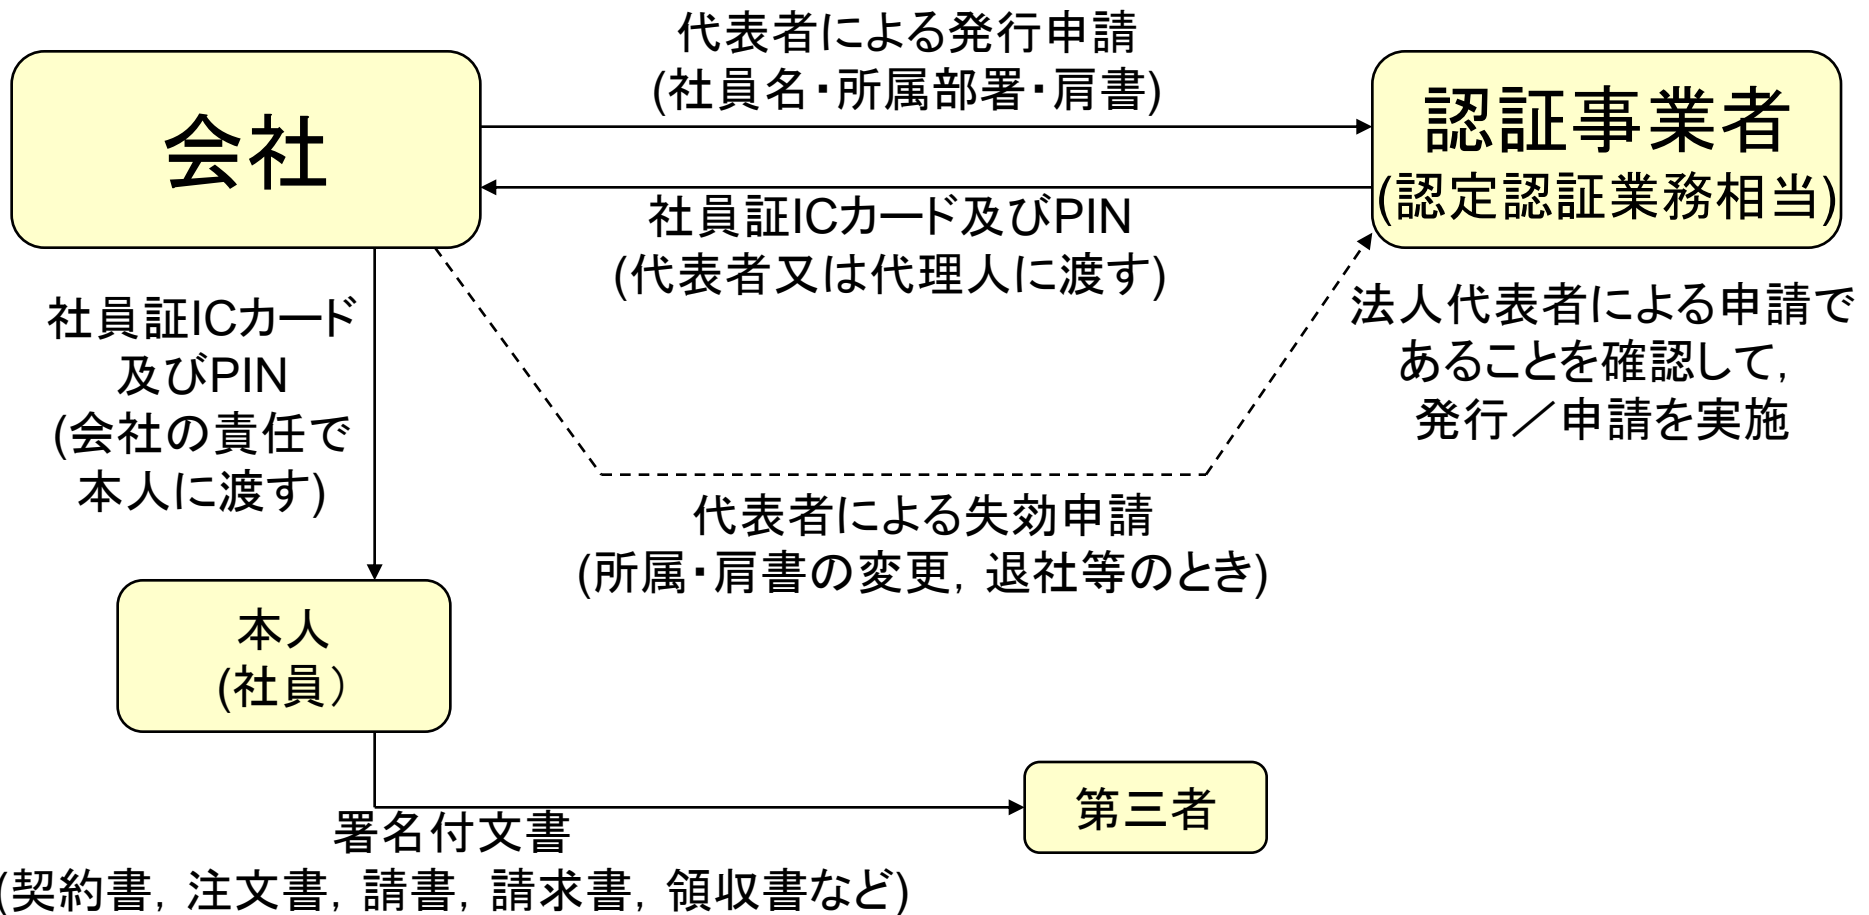 代表者による発行申請
(社員名・所属部署・肩書)
会社
認証事業者
(認定認証業務相当)
社員証ICカード及びPIN
(代表者又は代理人に渡す)
社員証ICカード
及びPIN
(会社の責任で
本人に渡す)
法人代表者による申請で
あることを確認して,
発行／申請を実施
代表者による失効申請
(所属・肩書の変更, 退社等のとき)
本人
(社員）
第三者
署名付文書
(契約書, 注文書, 請書, 請求書, 領収書など)